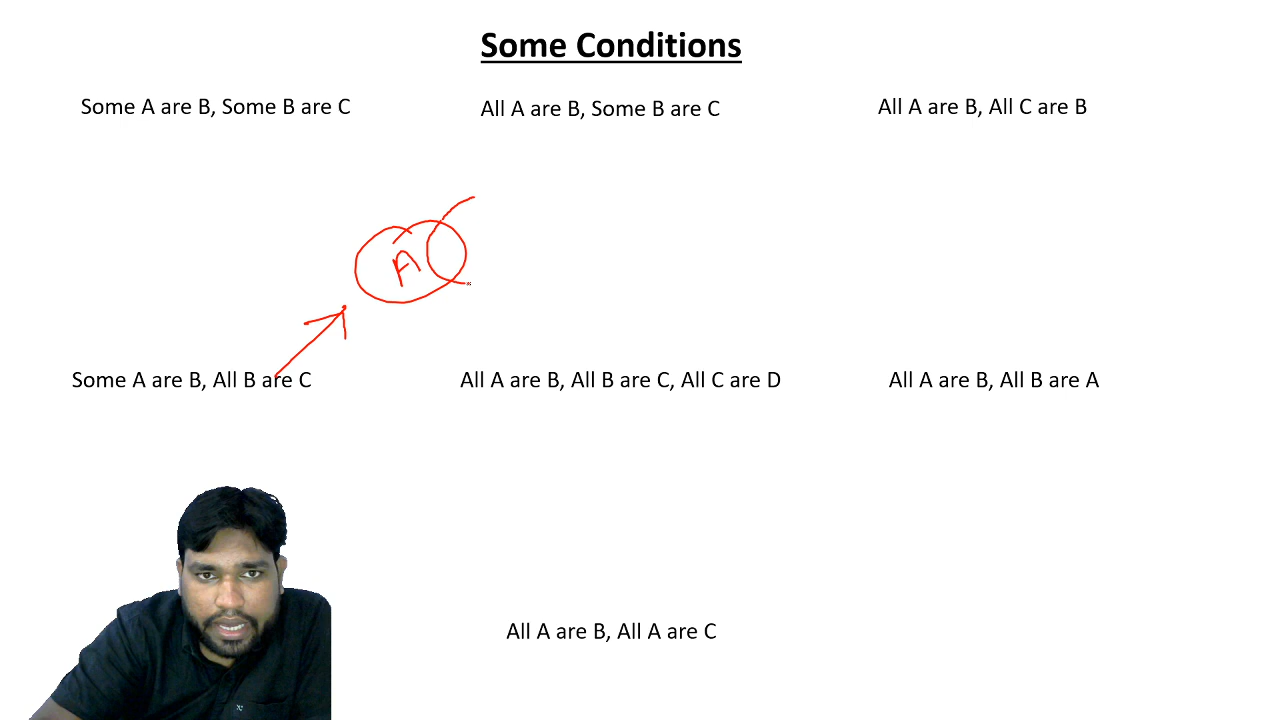 Some Conditions
Some A are B, Some B are C
All A are B, Some B are C
All A are B, All C are B
A
Some A are B, All B are C
All A are B, All B are C, All C are D
All A are B, All B are A
All A are B, All A are C